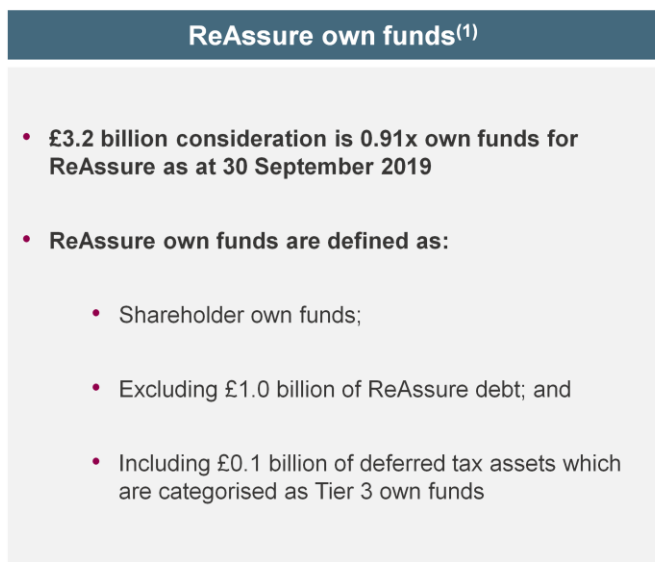 ReAssure own funds(1)
• £3.2 billion consideration is 0.91x own funds for
ReAssure as at 30 September 2019
• ReAssure own funds are defined as:
• Shareholder own funds;
• Excluding £1.0 billion of ReAssure debt; and
• Including £0.1 billion of deferred tax assets which
are categorised as Tier 3 own funds